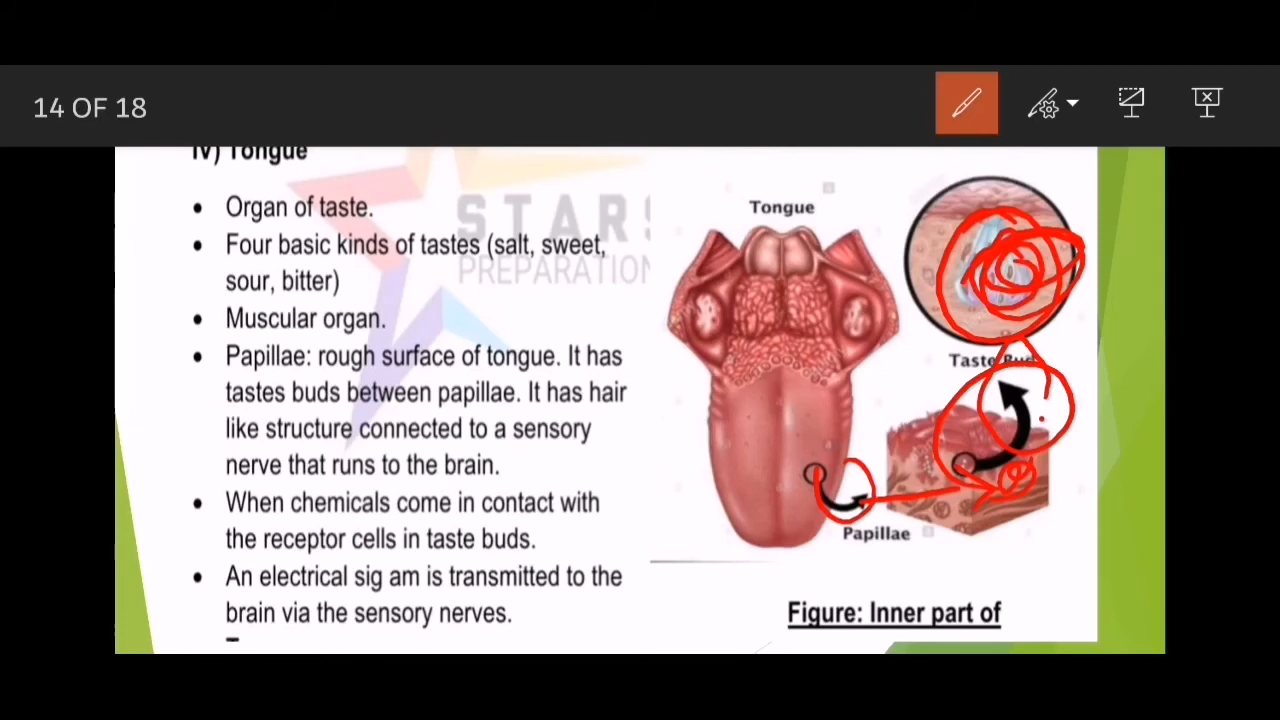 14 OF 18
IV) Tongue
• Organ of taste.
• Four basic kinds of tastes (salt, sweet,
sour, bitter)
• Muscular organ.
• Papillae: rough surface of tongue. It has
tastes buds between papillae. It has hair
like structure connected to a sensory
nerve that runs to the brain.
• When chemicals come in contact with
the receptor cells in taste buds.
• An electrical sig am is transmitted to the
brain via the sensory nerves.
STARS
PREPARATION
Tongue
Taste Bud
Papillae
Figure: Inner part of